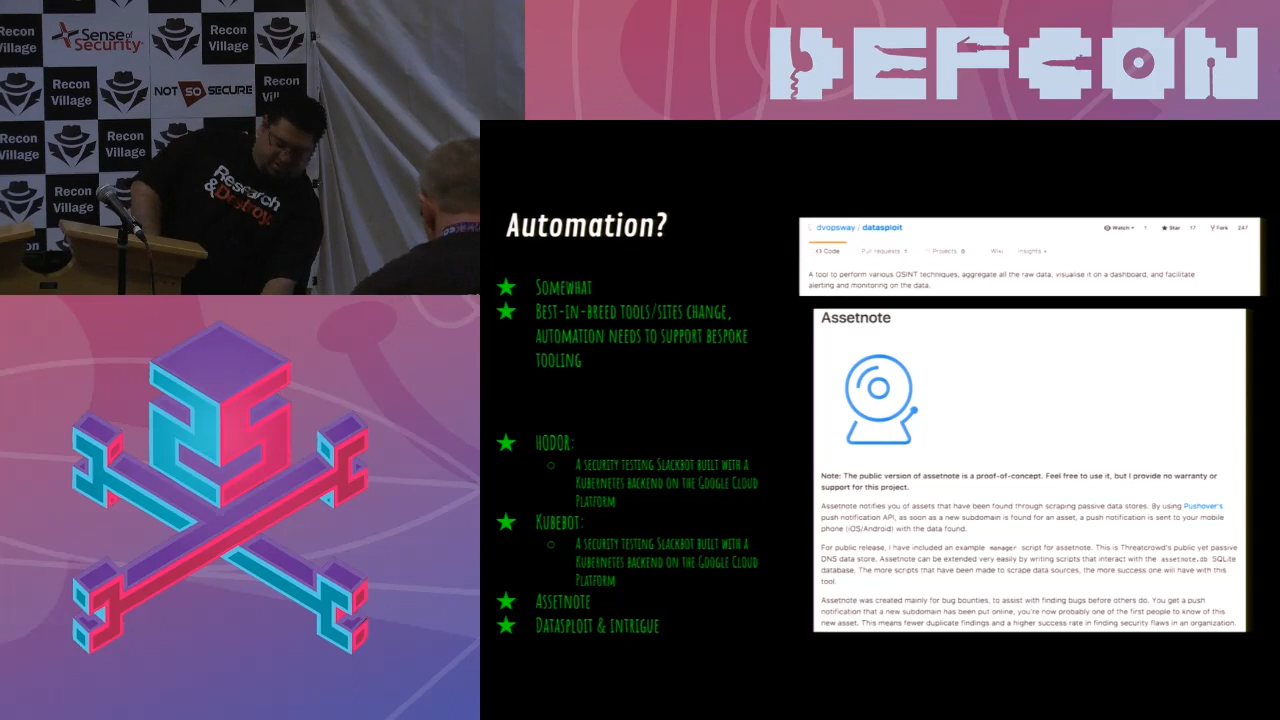 Recon
Village
Sense of
Security
Recon
Village
Recon
Village
Recon
Village
NOT SO SECURE
Recon
Recon
Village
Recon
Village
Research
& Destroy.
DEFCON
Automation?
★ SOMEWHAT
★ BEST-IN-BREED TOOLS/SITES CHANGE,
AUTOMATION NEEDS TO SUPPORT BESPOKE
TOOLING
★ HODOR:
○ A SECURITY TESTING SLACKBOT BUILT WITH A
KUBERNETES BACKEND ON THE GOOGLE CLOUD
PLATFORM
★ KUBEBOT:
○ A SECURITY TESTING SLACKBOT BUILT WITH A
KUBERNETES BACKEND ON THE GOOGLE CLOUD
PLATFORM
★ ASSETNOTE
★ DATASPLOIT & INTRIGUE
dvopsway / datasploit
Watch 1 Star 17 Fork 247
Code Pull requests 1 Projects 0 Wiki Insights
A tool to perform various OSINT techniques, aggregate all the raw data, visualise it on a dashboard, and facilitate
alerting and monitoring on the data.
Assetnote
Note: The public version of assetnote is a proof-of-concept. Feel free to use it, but I provide no warranty or
support for this project.
Assetnote notifies you of assets that have been found through scraping passive data stores. By using Pushover's
push notification API, as soon as a new subdomain is found for an asset, a push notification is sent to your mobile
phone (iOS/Android) with the data found.
For public release, I have included an example manager script for assetnote. This is Threatcrowd's public yet passive
DNS data store. Assetnote can be extended very easily by writing scripts that interact with the assetnote.db SQLite
database. The more scripts that have been made to scrape data sources, the more success one will have with this
tool.
Assetnote was created mainly for bug bounties, to assist with finding bugs before others do. You get a push
notification that a new subdomain has been put online, you're now probably one of the first people to know of this
new asset. This means fewer duplicate findings and a higher success rate in finding security flaws in an organization.